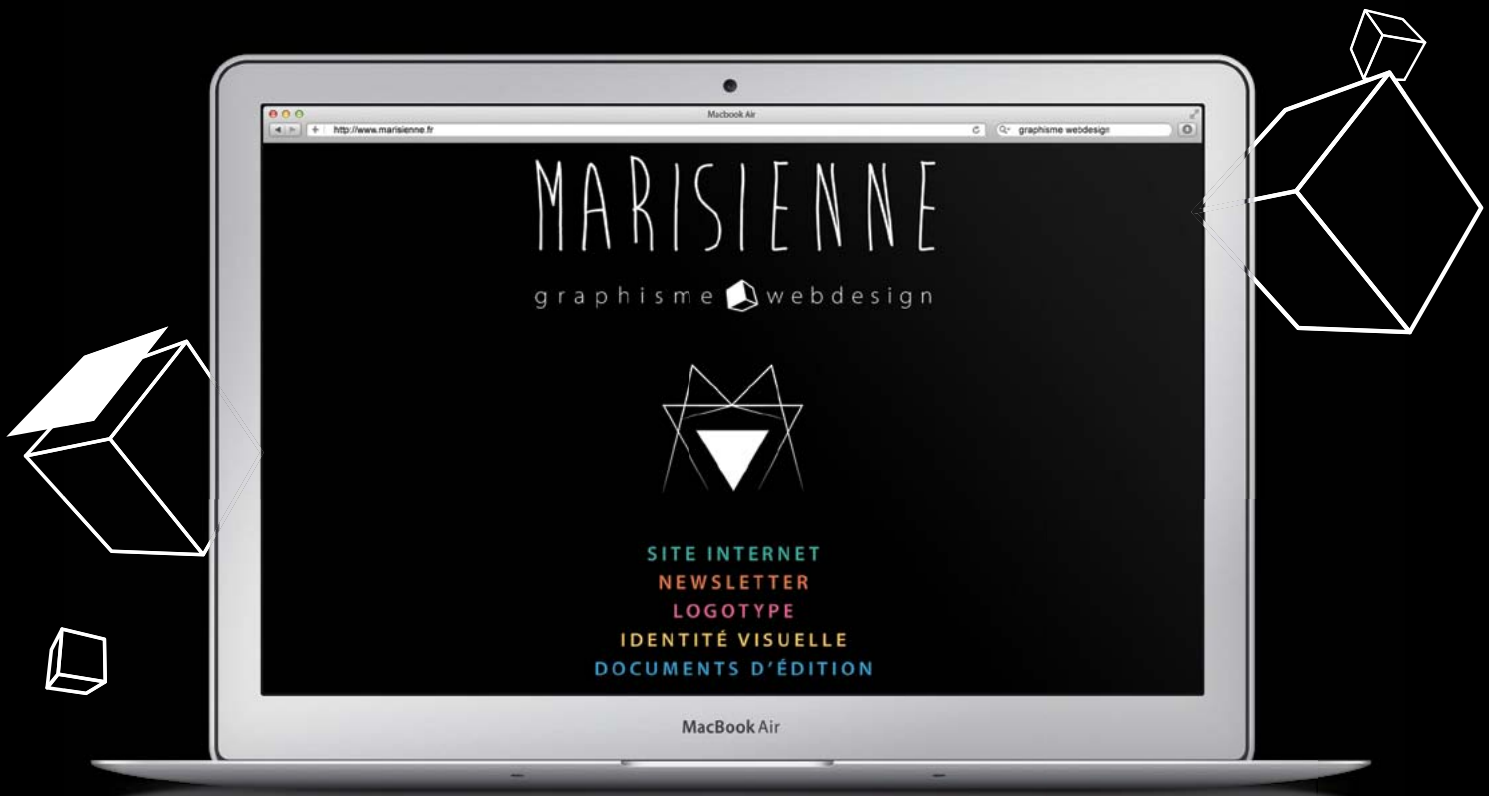 Macbook Air
http://www.marisienne.fr
graphisme webdesign
MARISIENNE
graphisme webdesign
SITE INTERNET
NEWSLETTER
LOGOTYPE
IDENTITÉ VISUELLE
DOCUMENTS D'ÉDITION
MacBook Air